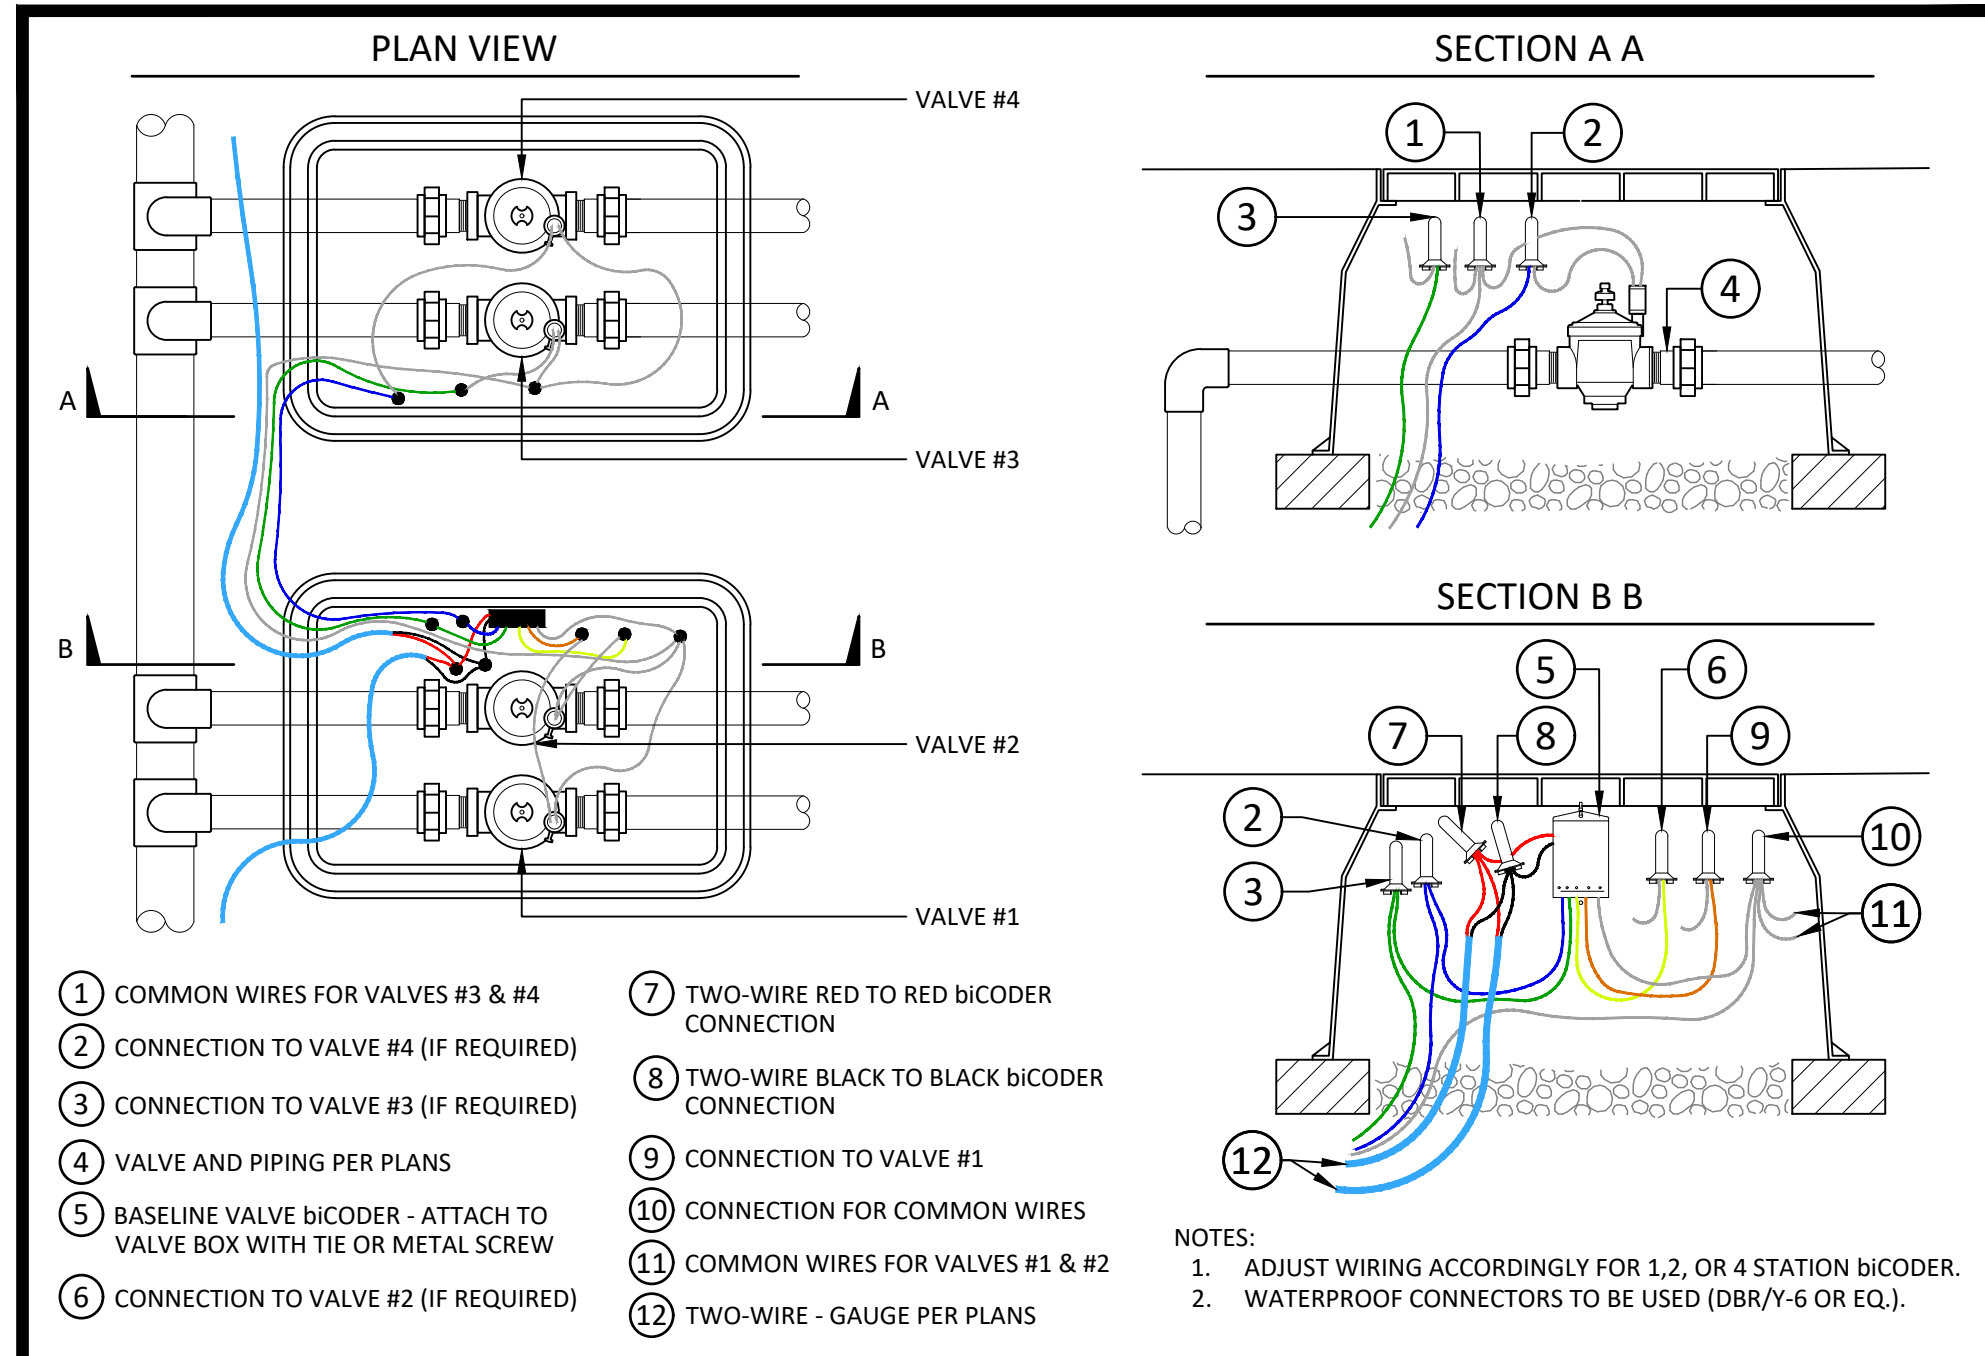 PLAN VIEW
VALVE #4
A
A
VALVE #3
B
B
VALVE #2
VALVE #1
SECTION A A
1
2
3
4
SECTION B B
5
6
7
8
9
2
10
3
11
12
1 COMMON WIRES FOR VALVES #3 & #4
2 CONNECTION TO VALVE #4 (IF REQUIRED)
3 CONNECTION TO VALVE #3 (IF REQUIRED)
4 VALVE AND PIPING PER PLANS
5 BASELINE VALVE biCODER - ATTACH TO
VALVE BOX WITH TIE OR METAL SCREW
6 CONNECTION TO VALVE #2 (IF REQUIRED)
7 TWO-WIRE RED TO RED biCODER
CONNECTION
8 TWO-WIRE BLACK TO BLACK biCODER
CONNECTION
9 CONNECTION TO VALVE #1
10 CONNECTION FOR COMMON WIRES
11 COMMON WIRES FOR VALVES #1 & #2
12 TWO-WIRE - GAUGE PER PLANS
NOTES:
1. ADJUST WIRING ACCORDINGLY FOR 1,2, OR 4 STATION biCODER.
2. WATERPROOF CONNECTORS TO BE USED (DBR/Y-6 OR EQ.).